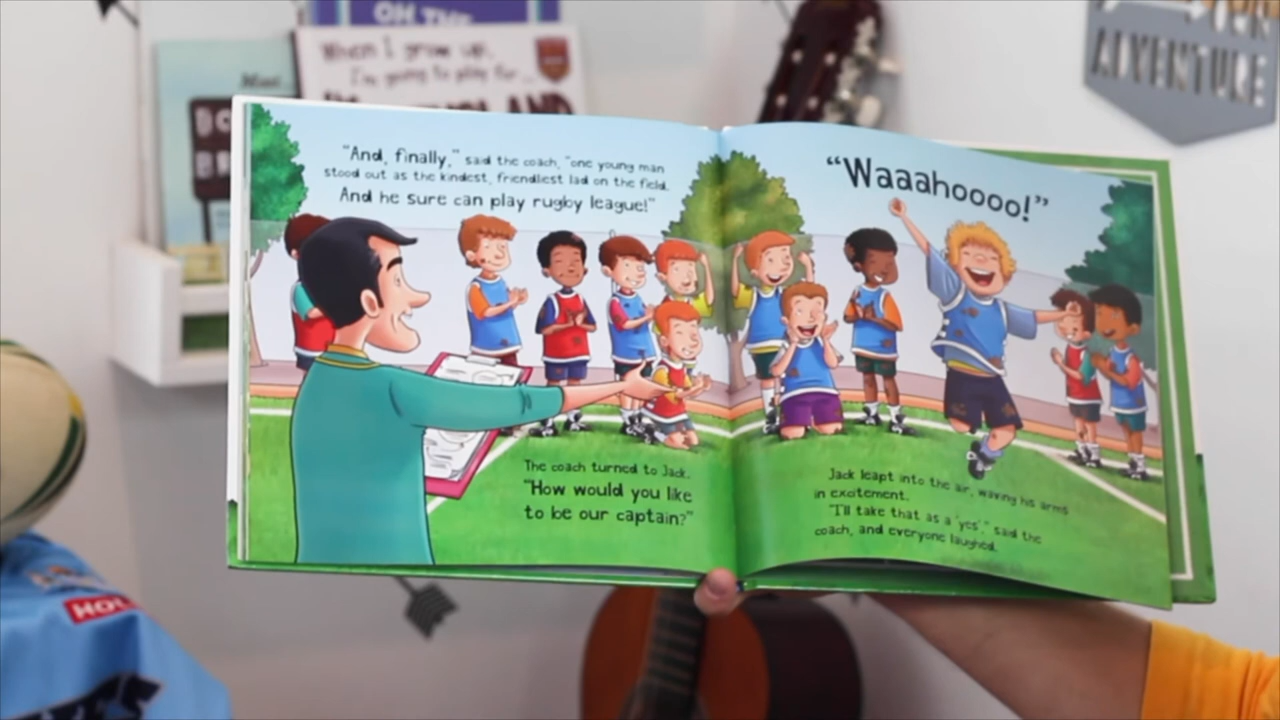 OH THE
When I grow up,
I'm going to play for...
"And, finally," said the coach, "one young man
stood out as the kindest, friendliest lad on the field.
And he sure can play rugby league!"
The coach turned to Jack.
"How would you like
to be our captain?"
"Waaahoooo!"
Jack leapt into the air, waving his arms
in excitement.
"I'll take that as a 'yes'," said the
coach, and everyone laughed.
ADVENTURE